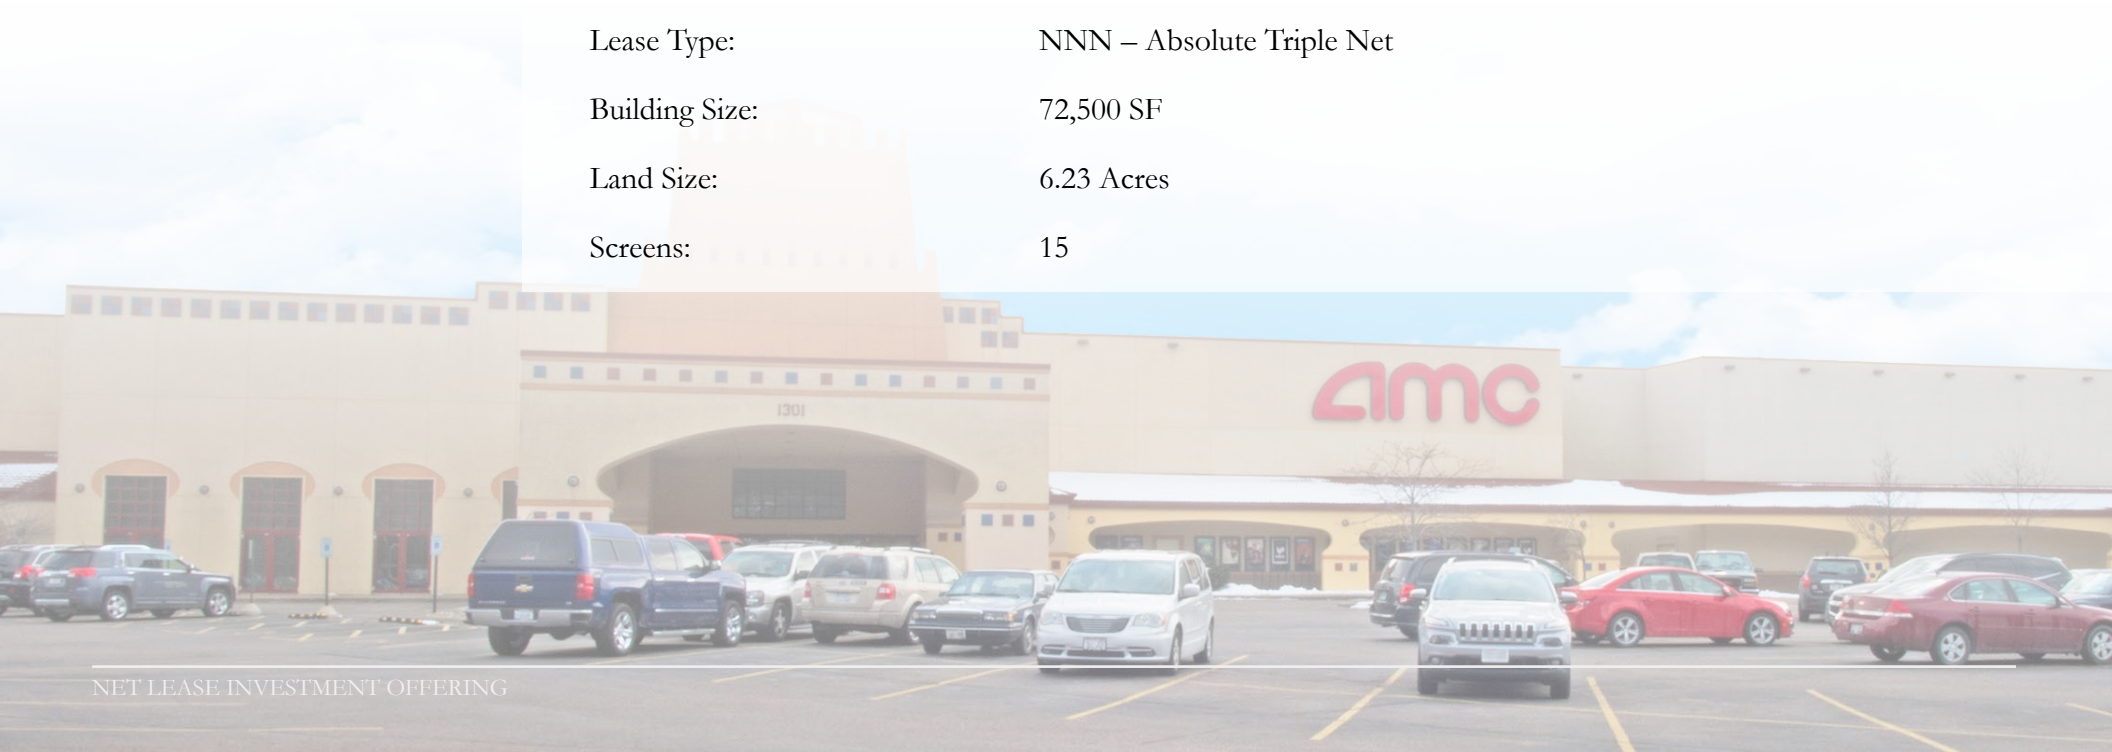 Lease Type: NNN – Absolute Triple Net
Building Size: 72,500 SF
Land Size: 6.23 Acres
Screens: 15
1301
amc
NET LEASE INVESTMENT OFFERING